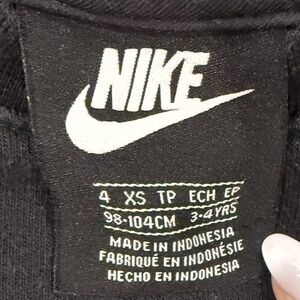 NIKE
4 XS TP ECH EP
98-104CM 3-4YRS
MADE IN INDONESIA
FABRIQUÉ EN INDONÉSIE
HECHO EN INDONESIA